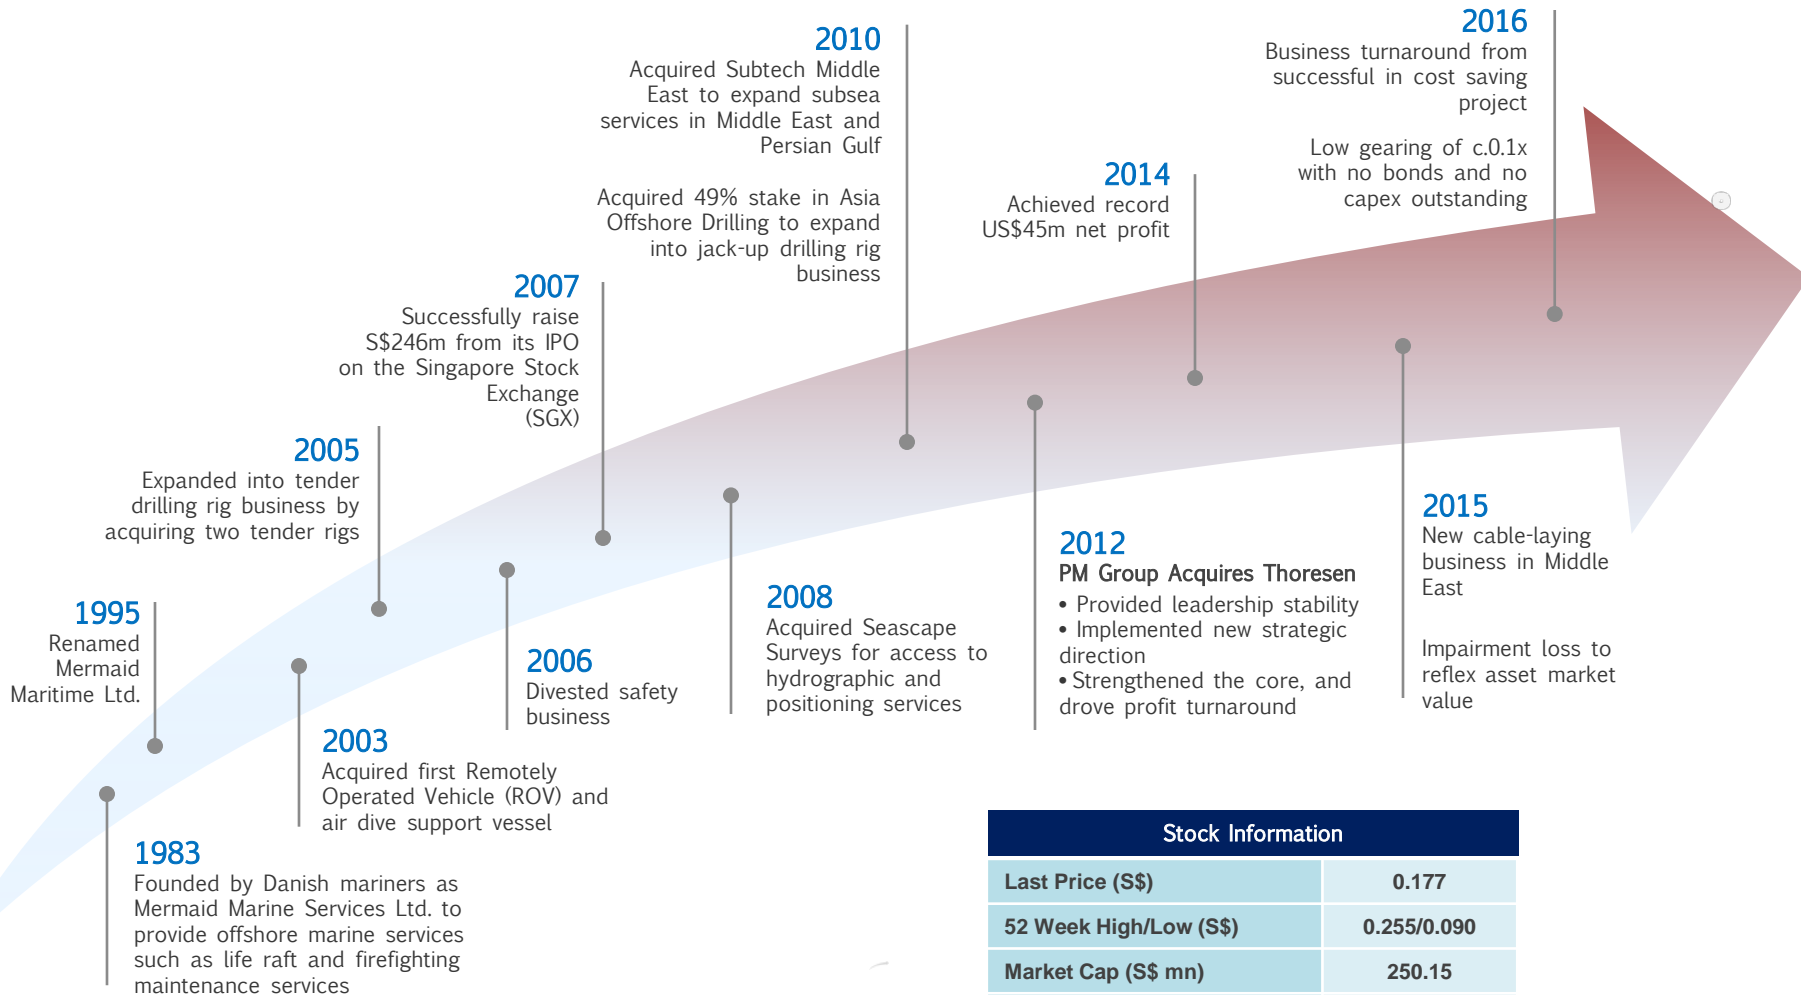 1983
Founded by Danish mariners as
Mermaid Marine Services Ltd. to
provide offshore marine services
such as life raft and firefighting
maintenance services
1995
Renamed
Mermaid
Maritime Ltd.
2003
Acquired first Remotely
Operated Vehicle (ROV) and
air dive support vessel
2005
Expanded into tender
drilling rig business by
acquiring two tender rigs
2006
Divested safety
business
2007
Successfully raise
S$246m from its IPO
on the Singapore Stock
Exchange
(SGX)
2008
Acquired Seascape
Surveys for access to
hydrographic and
positioning services
2010
Acquired Subtech Middle
East to expand subsea
services in Middle East and
Persian Gulf
Acquired 49% stake in Asia
Offshore Drilling to expand
into jack-up drilling rig
business
2012
PM Group Acquires Thoresen
• Provided leadership stability
• Implemented new strategic
direction
• Strengthened the core, and
drove profit turnaround
2014
Achieved record
US$45m net profit
2015
New cable-laying
business in Middle
East
Impairment loss to
reflex asset market
value
2016
Business turnaround from
successful in cost saving
project
Low gearing of c.0.1x
with no bonds and no
capex outstanding
Stock Information
Last Price (S$) 0.177
52 Week High/Low (S$) 0.255/0.090
Market Cap (S$ mn) 250.15